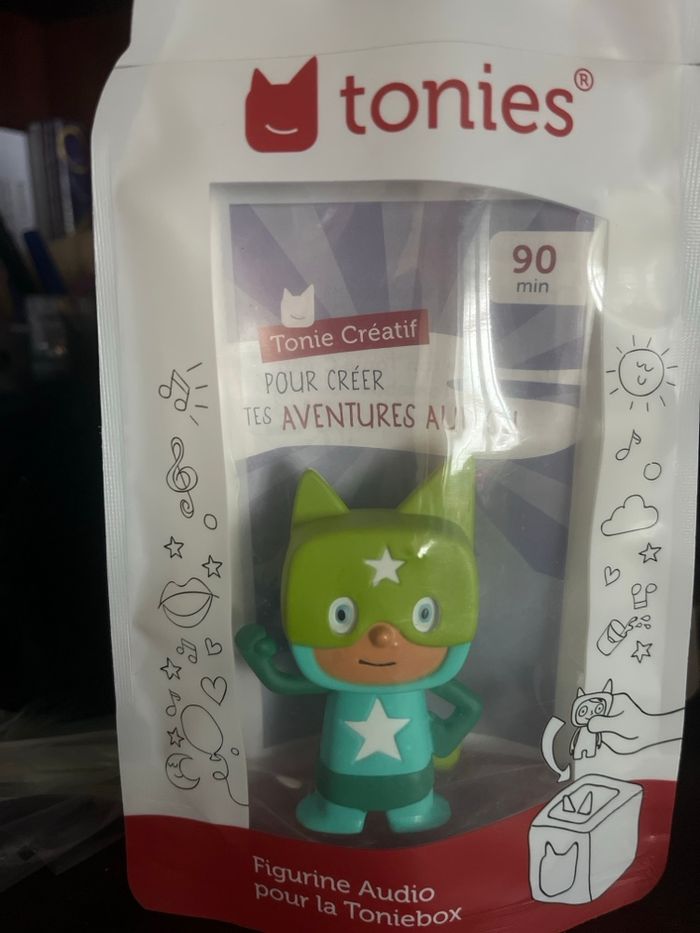 tonies®
90
min
Tonie Créatif
POUR CRÉER
TES AVENTURES
Figurine Audio
pour la Toniebox